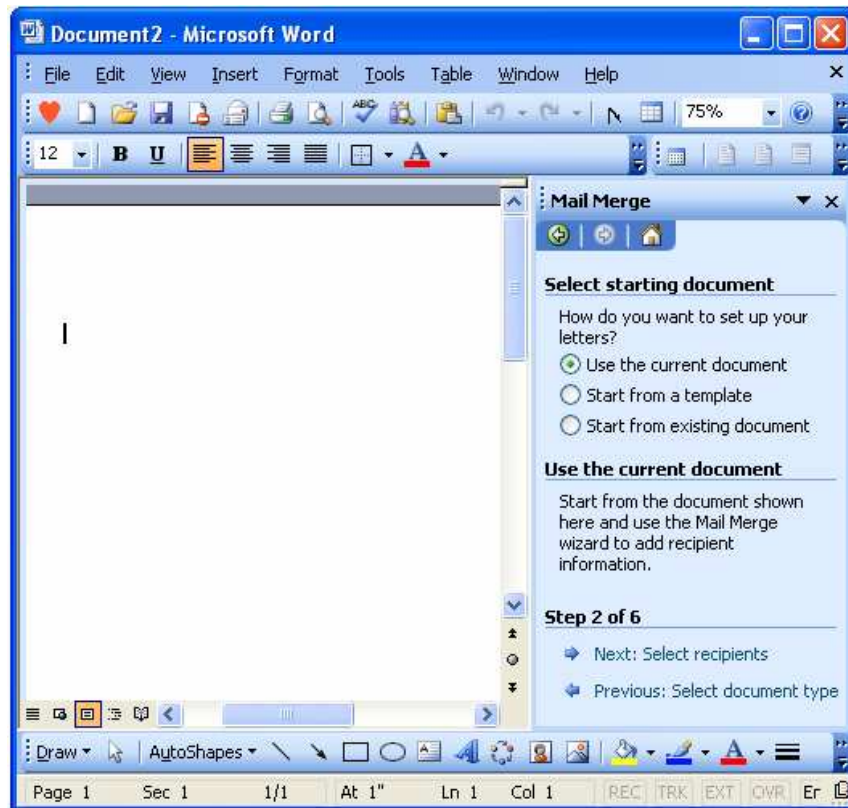 Document2 - Microsoft Word
File Edit View Insert Format Tools Table Window Help
ABC 75%
12 B U A
Mail Merge
Select starting document
How do you want to set up your
letters?
Use the current document
Start from a template
Start from existing document
Use the current document
Start from the document shown
here and use the Mail Merge
wizard to add recipient
information.
Step 2 of 6
Next: Select recipients
Previous: Select document type
Draw AutoShapes A A
Page 1 Sec 1 1/1 At 1" Ln 1 Col 1 REC TRK EXT OVR Er